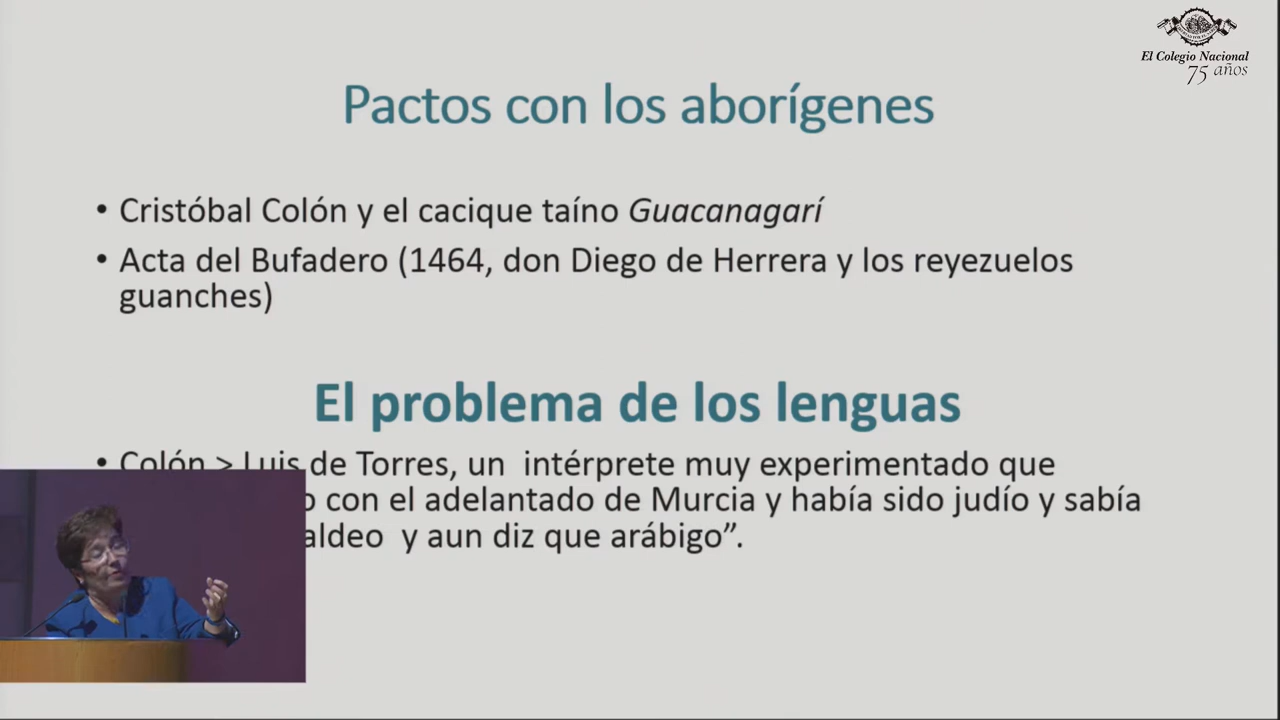 El Colegio Nacional
75 años
Pactos con los aborígenes
• Cristóbal Colón y el cacique taíno Guacanagarí
• Acta del Bufadero (1464, don Diego de Herrera y los reyezuelos
guanches)
El problema de los lenguas
• Colón > Luis de Torres, un intérprete muy experimentado que
con el adelantado de Murcia y había sido judío y sabía
y aun diz que arábigo”.